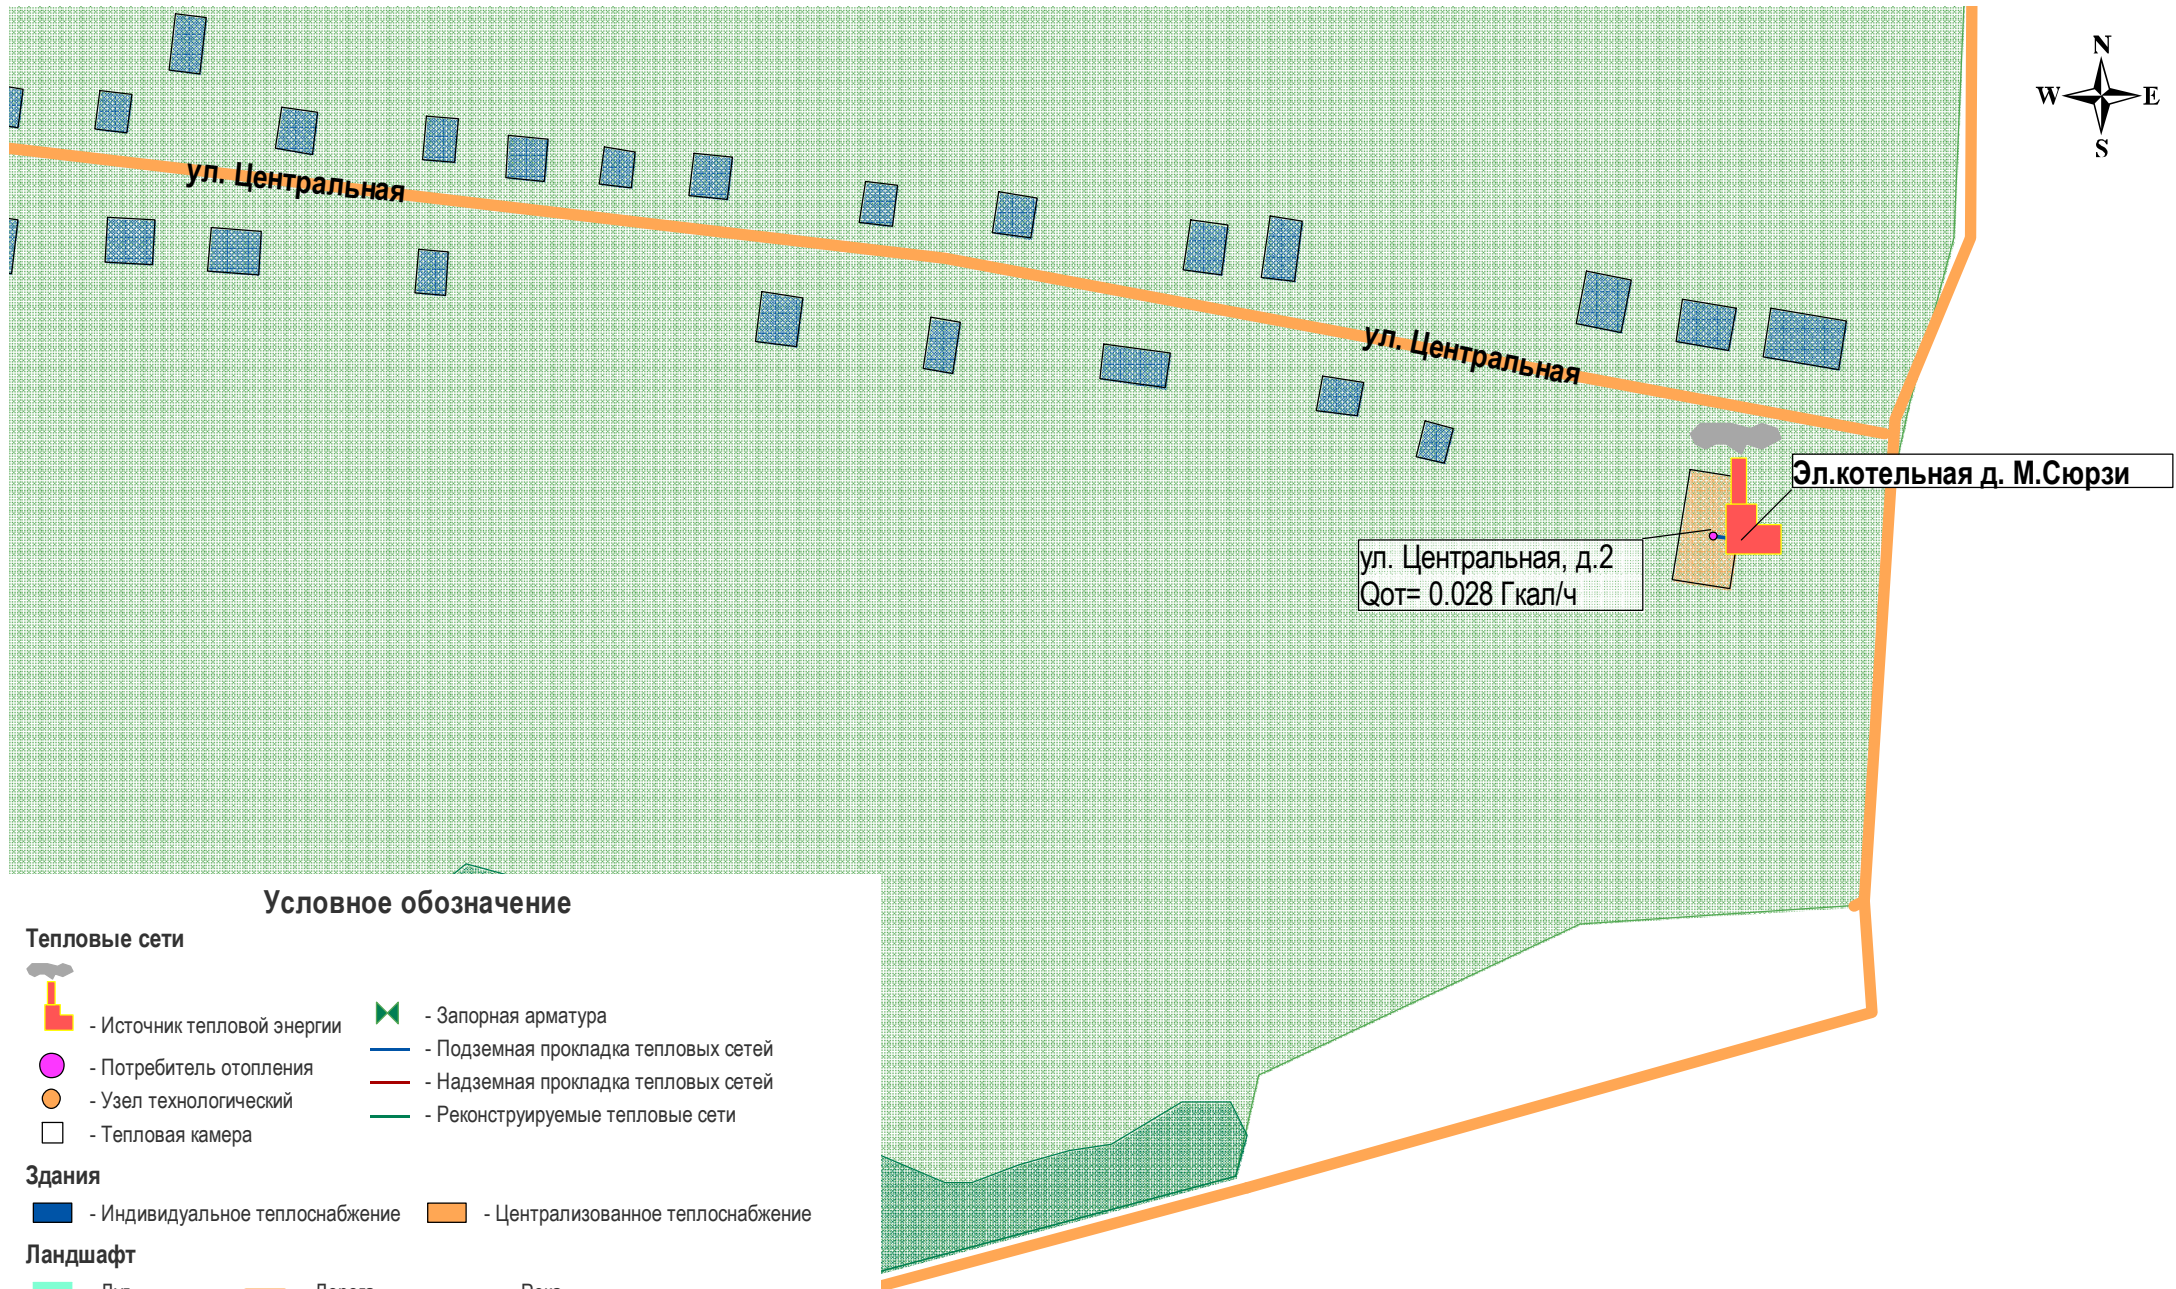 N
W E
S
ул. Центральная
ул. Центральная
Эл.котельная д. М.Сюрзи
ул. Центральная, д.2
Qот= 0.028 Гкал/ч
Условное обозначение
Тепловые сети
- Источник тепловой энергии
- Потребитель отопления
- Узел технологический
- Тепловая камера
- Запорная арматура
- Подземная прокладка тепловых сетей
- Надземная прокладка тепловых сетей
- Реконструируемые тепловые сети
Здания
- Индивидуальное теплоснабжение
- Централизованное теплоснабжение
Ландшафт